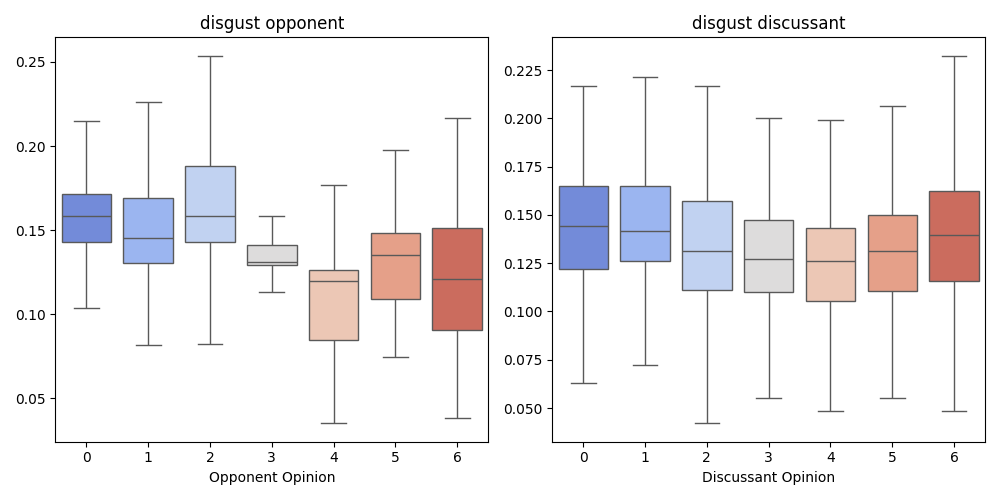 disgust opponent
0.25
0.20
0.15
0.10
0.05
0 1 2 3 4 5 6
Opponent Opinion
disgust discussant
0.225
0.200
0.175
0.150
0.125
0.100
0.075
0.050
0 1 2 3 4 5 6
Discussant Opinion